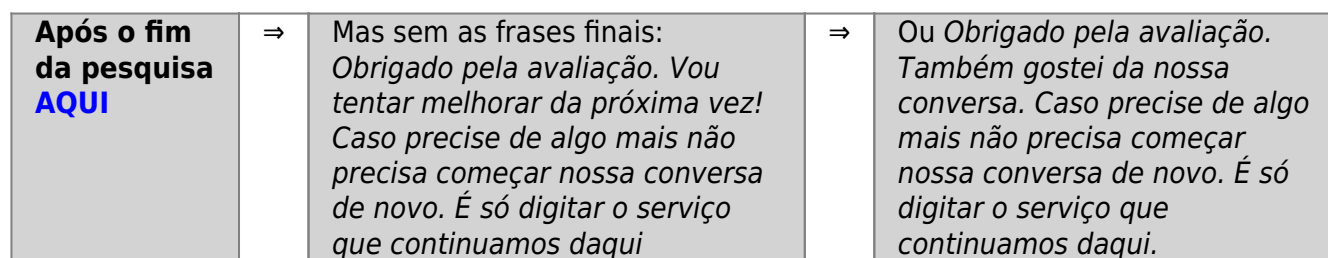 Após o fim
da pesquisa
AQUI
⇒
Mas sem as frases finais:
Obrigado pela avaliação. Vou
tentar melhorar da próxima vez!
Caso precise de algo mais não
precisa começar nossa conversa
de novo. É só digitar o serviço
que continuamos daqui
⇒
Ou Obrigado pela avaliação.
Também gostei da nossa
conversa. Caso precise de algo
mais não precisa começar
nossa conversa de novo. É só
digitar o serviço que
continuamos daqui.